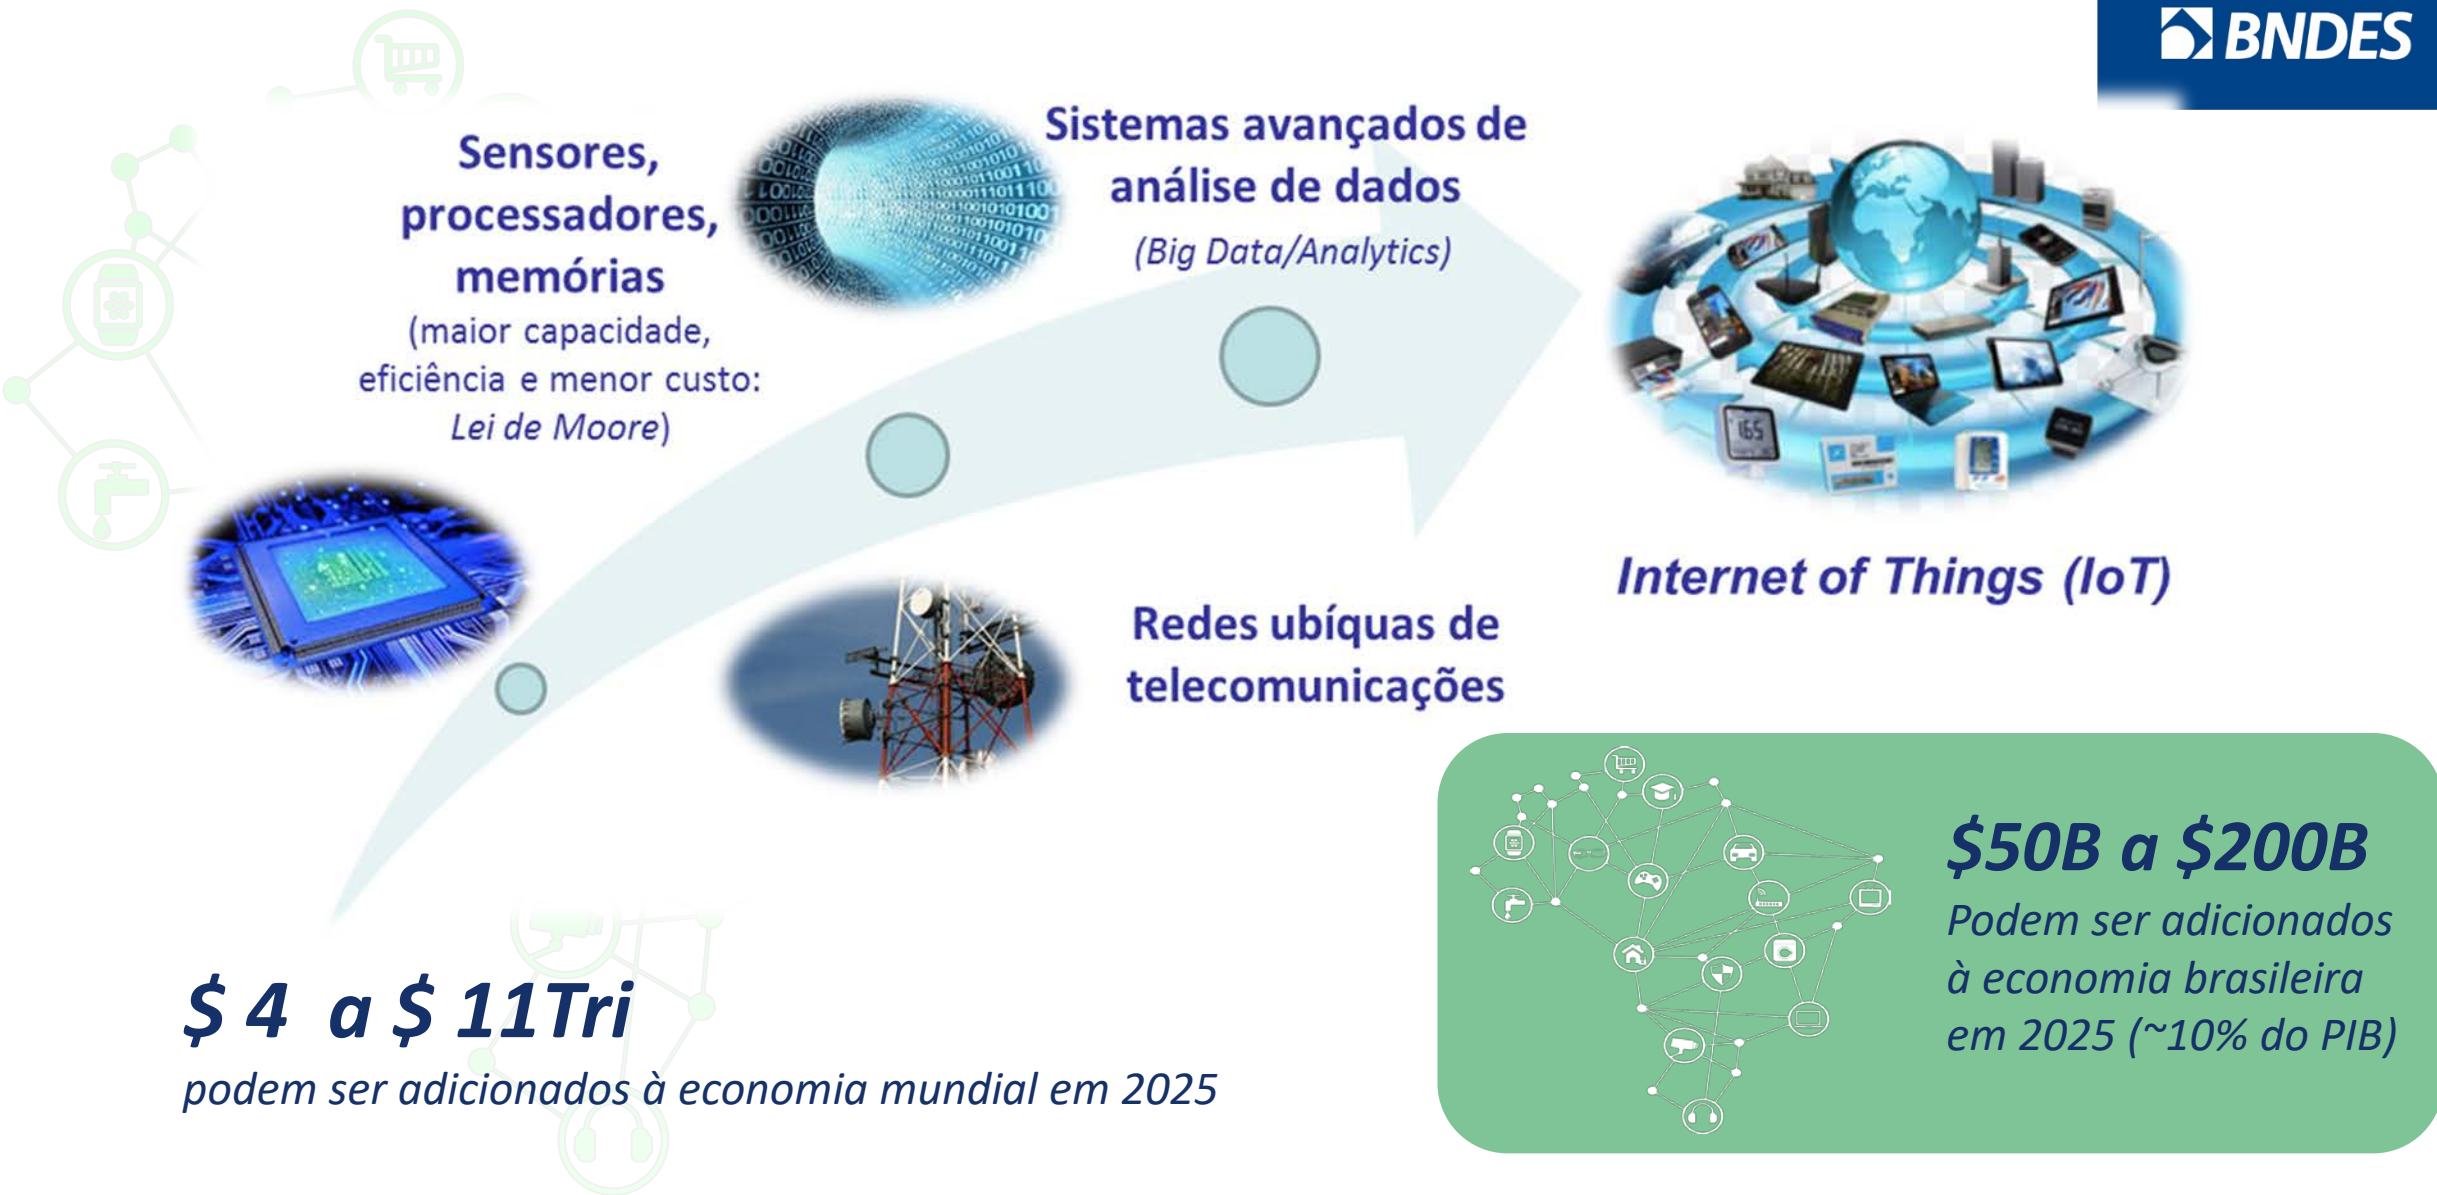 BNDES
Sensores,
processadores,
memórias
(maior capacidade,
eficiência e menor custo:
Lei de Moore)
Sistemas avançados de
análise de dados
(Big Data/Analytics)
Internet of Things (IoT)
Redes ubíquas de
telecomunicações
$ 4 a $ 11Tri
podem ser adicionados à economia mundial em 2025
$50B a $200B
Podem ser adicionados
à economia brasileira
em 2025 (~10% do PIB)